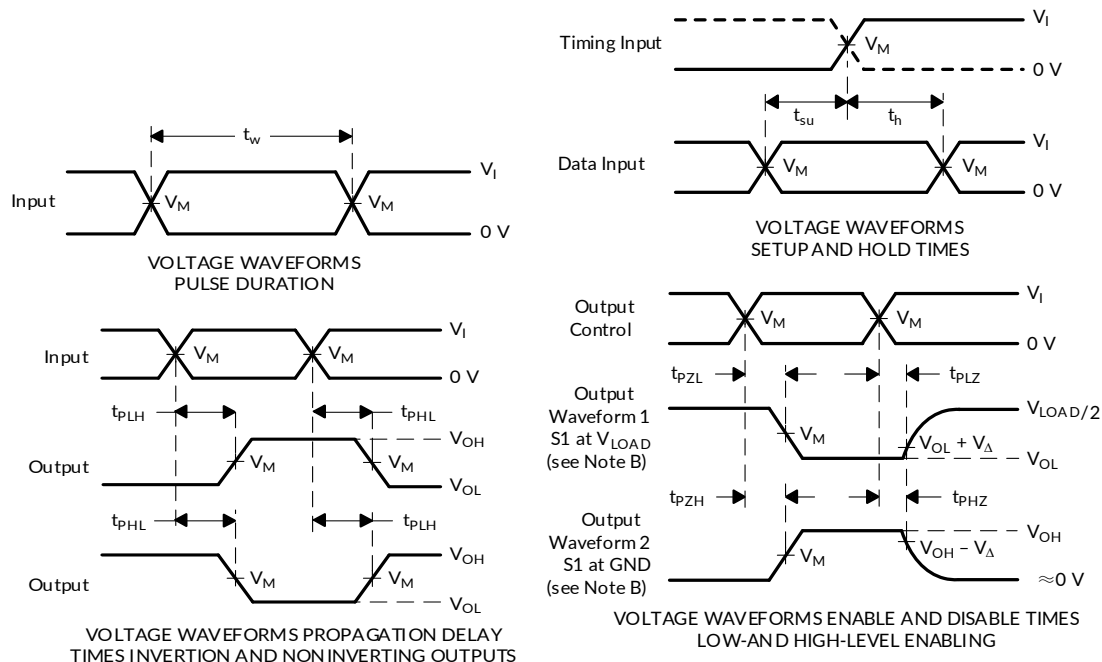 t_w
V_I
Input
V_M
V_M
0 V
VOLTAGE WAVEFORMS
PULSE DURATION
Timing Input
V_I
V_M
0 V
t_su
t_h
Data Input
V_I
V_M
V_M
0 V
VOLTAGE WAVEFORMS
SETUP AND HOLD TIMES
Input
V_I
V_M
V_M
0 V
t_PLH
t_PHL
Output
V_OH
V_M
V_M
V_OL
t_PHL
t_PLH
Output
V_OH
V_M
V_M
V_OL
VOLTAGE WAVEFORMS PROPAGATION DELAY
TIMES INVERTION AND NONINVERTING OUTPUTS
Output
Control
V_I
V_M
V_M
0 V
t_PZL
t_PLZ
Output
Waveform 1
S1 at V_LOAD
(see Note B)
V_LOAD/2
V_M
V_OL + V_Δ
V_OL
t_PZH
t_PHZ
Output
Waveform 2
S1 at GND
(see Note B)
V_OH
V_M
V_OH – V_Δ
≈0 V
VOLTAGE WAVEFORMS ENABLE AND DISABLE TIMES
LOW-AND HIGH-LEVEL ENABLING